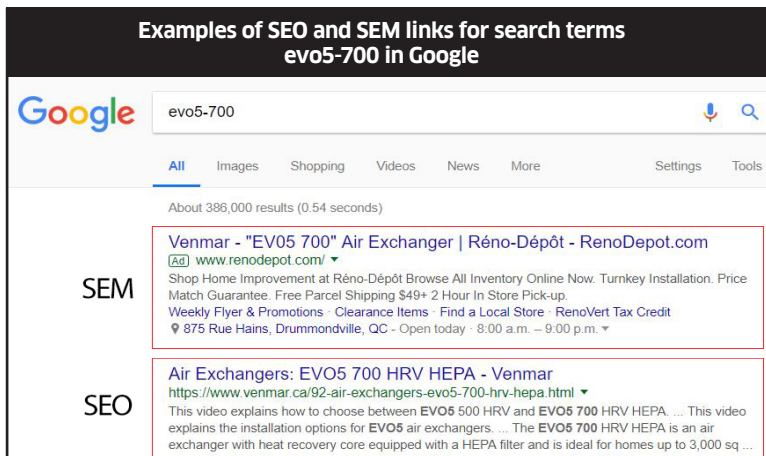 Examples of SEO and SEM links for search terms
evo5-700 in Google
Google
evo5-700
All Images Shopping Videos News More Settings Tools
About 386,000 results (0.54 seconds)
SEM
Venmar - "EV05 700" Air Exchanger | Réno-Dépôt - RenoDepot.com
Ad www.renodepot.com/
Shop Home Improvement at Réno-Dépôt Browse All Inventory Online Now. Turnkey Installation. Price
Match Guarantee. Free Parcel Shipping $49+ 2 Hour In Store Pick-up.
Weekly Flyer & Promotions · Clearance Items · Find a Local Store · RenoVert Tax Credit
875 Rue Hains, Drummondville, QC - Open today · 8:00 a.m. – 9:00 p.m.
SEO
Air Exchangers: EVO5 700 HRV HEPA - Venmar
https://www.venmar.ca/92-air-exchangers-evo5-700-hrv-hepa.html
This video explains how to choose between EVO5 500 HRV and EVO5 700 HRV HEPA. ... This video
explains the installation options for EVO5 air exchangers. ... The EVO5 700 HRV HEPA is an air
exchanger with heat recovery core equipped with a HEPA filter and is ideal for homes up to 3,000 sq ...